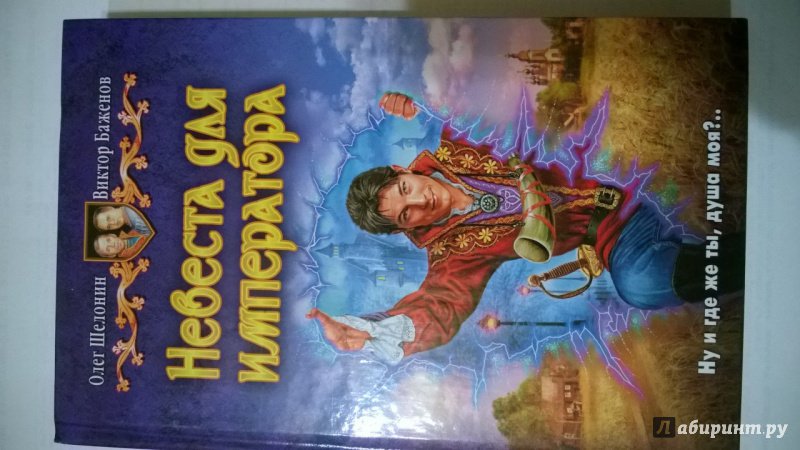 Олег Шелонин
Виктор Баженов
Невеста для
императора
Ну и где же ты, душа моя?..
Лабиринт.ру